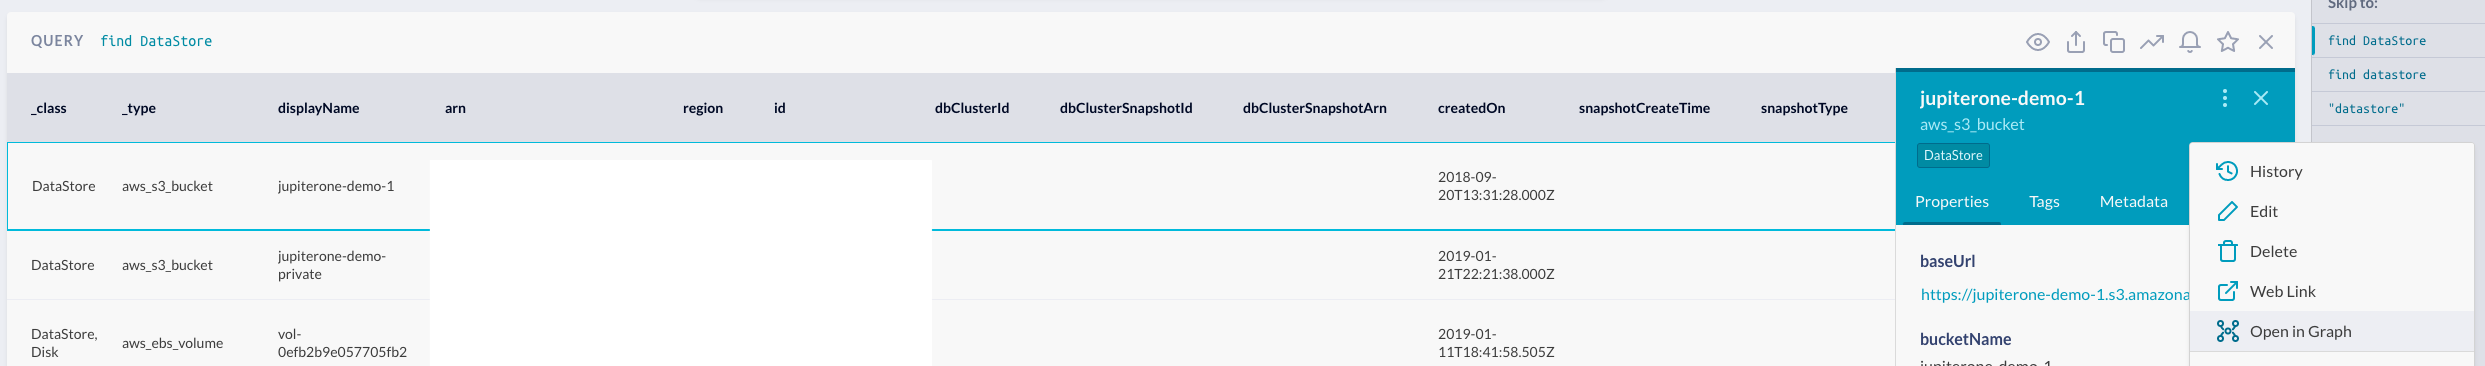 Skip to:
QUERY find DataStore
find DataStore
find datastore
"datastore"
_class _type displayName arn region id dbClusterId dbClusterSnapshotId dbClusterSnapshotArn createdOn snapshotCreateTime snapshotType
DataStore aws_s3_bucket jupiterone-demo-1 2018-09-
20T13:31:28.000Z
DataStore aws_s3_bucket jupiterone-demo-
private 2019-01-
21T22:21:38.000Z
DataStore,
Disk aws_ebs_volume vol-
0efb2b9e057705fb2 2019-01-
11T18:41:58.505Z
jupiterone-demo-1
aws_s3_bucket
DataStore
Properties Tags Metadata
baseUrl
https://jupiterone-demo-1.s3.amazona
bucketName
jupiterone-demo-1
History
Edit
Delete
Web Link
Open in Graph